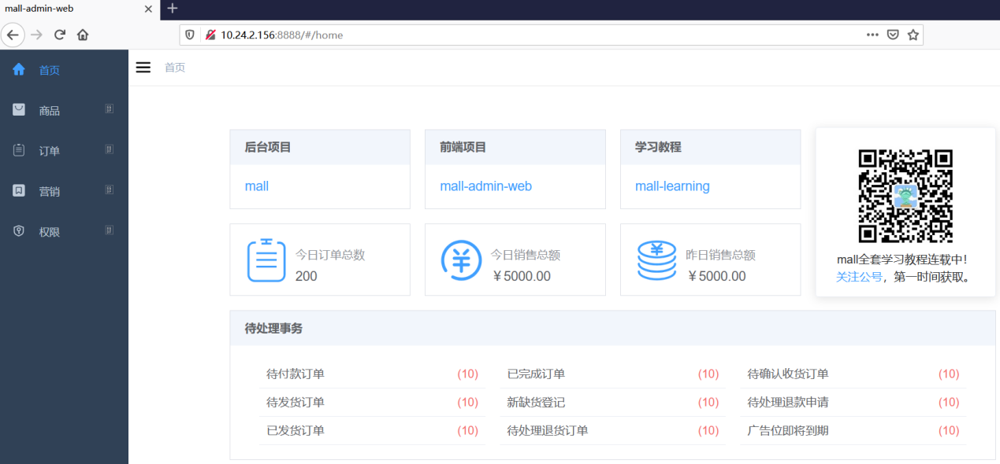 mall-admin-web
10.24.2.156:8888/#/home
首页
首页
商品
订单
营销
权限
后台项目
mall
前端项目
mall-admin-web
学习教程
mall-learning
mall全套学习教程连载中！
关注公号，第一时间获取。
今日订单总数
200
今日销售总额
￥5000.00
昨日销售总额
￥5000.00
待处理事务
待付款订单 (10) 已完成订单 (10) 待确认收货订单 (10)
待发货订单 (10) 新缺货登记 (10) 待处理退款申请 (10)
已发货订单 (10) 待处理退货订单 (10) 广告位即将到期 (10)